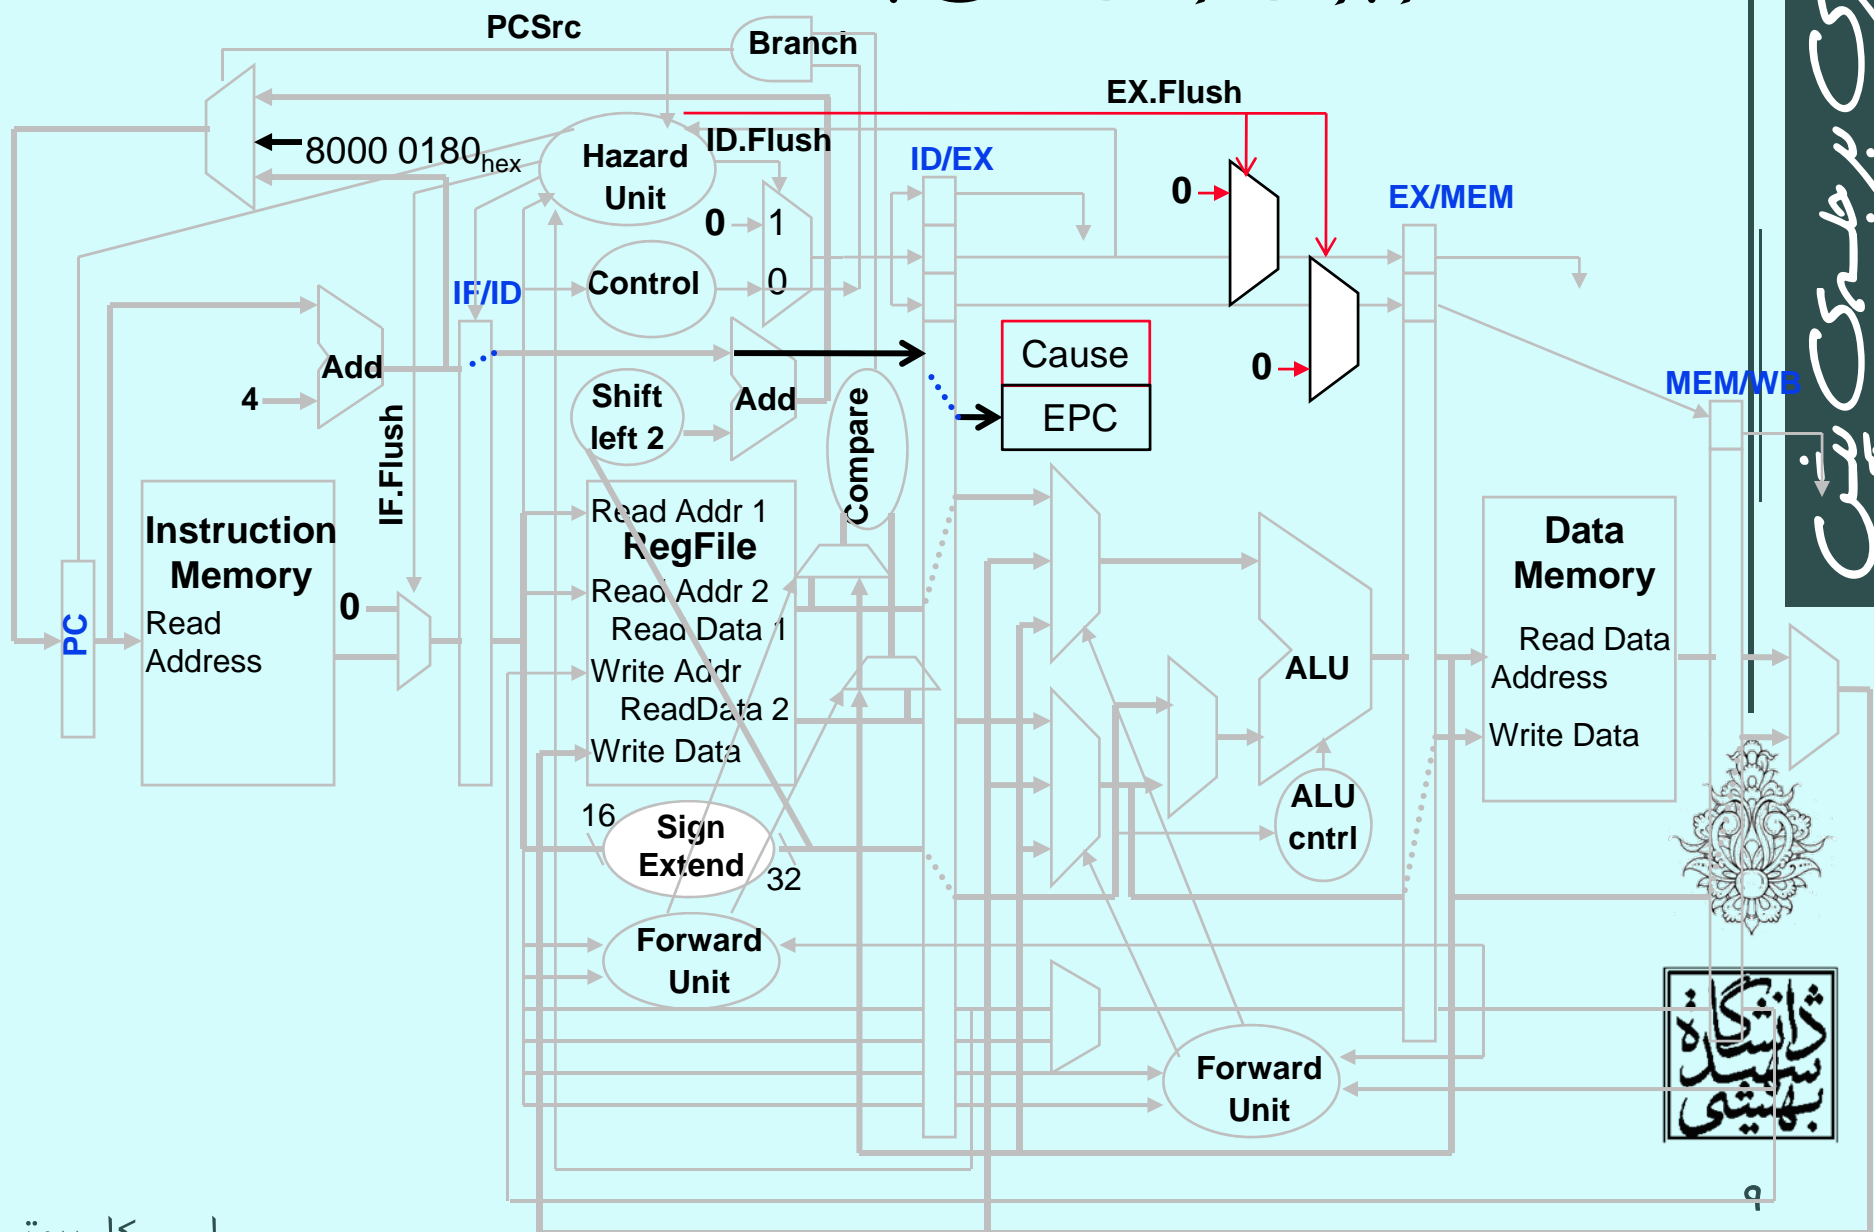 PCSrc
Branch
EX.Flush
8000 0180hex
Hazard
Unit
ID.Flush
ID/EX
0
EX/MEM
0
1
0
Control
IF/ID
Add
4
IF.Flush
Shift
left 2
Add
Compare
Cause
EPC
0
MEM/WB
PC
Instruction
Memory
Read
Address
0
Read Addr 1
RegFile
Read Addr 2
Read Data 1
Write Addr
ReadData 2
Write Data
16
Sign
Extend
32
Forward
Unit
ALU
ALU
cntrl
Data
Memory
Read Data
Address
Write Data
Forward
Unit
دانشگاه
شهید
بهشتی
۹